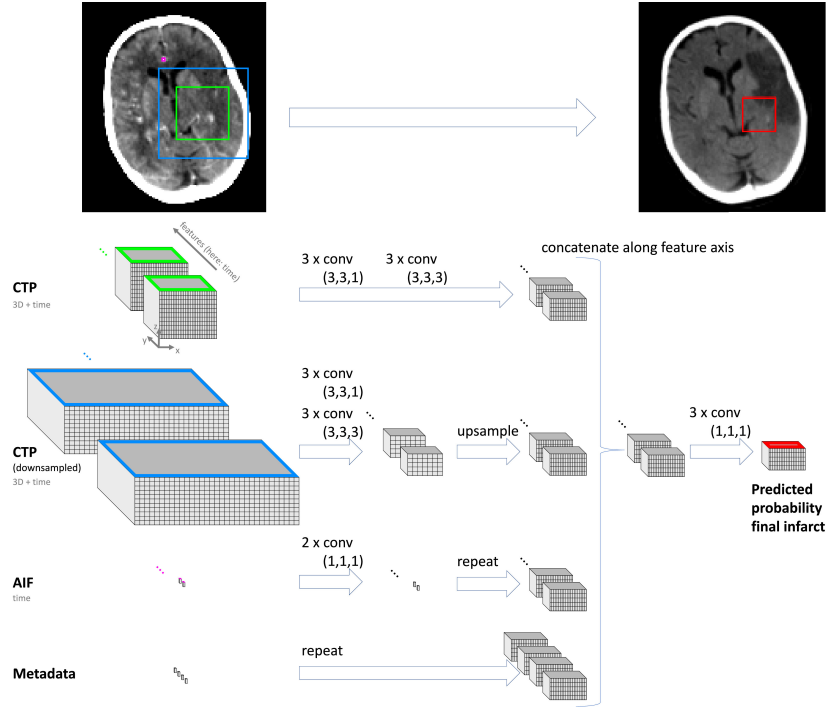 features (here: time)
CTP
3D + time
z
y
x
3 x conv
(3,3,1)
3 x conv
(3,3,3)
concatenate along feature axis
CTP
(downsampled)
3D + time
3 x conv
(3,3,1)
3 x conv
(3,3,3)
upsample
3 x conv
(1,1,1)
Predicted
probability
final infarct
AIF
time
2 x conv
(1,1,1)
repeat
Metadata
repeat